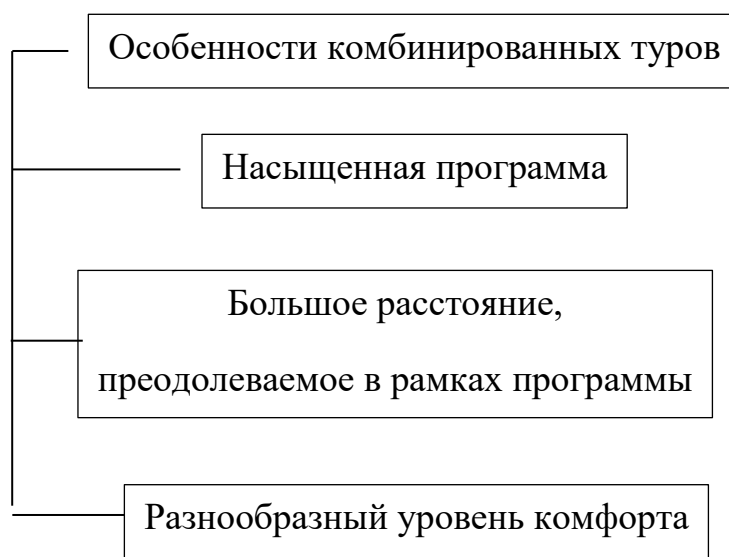 Особенности комбинированных туров
Насыщенная программа
Большое расстояние,
преодолеваемое в рамках программы
Разнообразный уровень комфорта